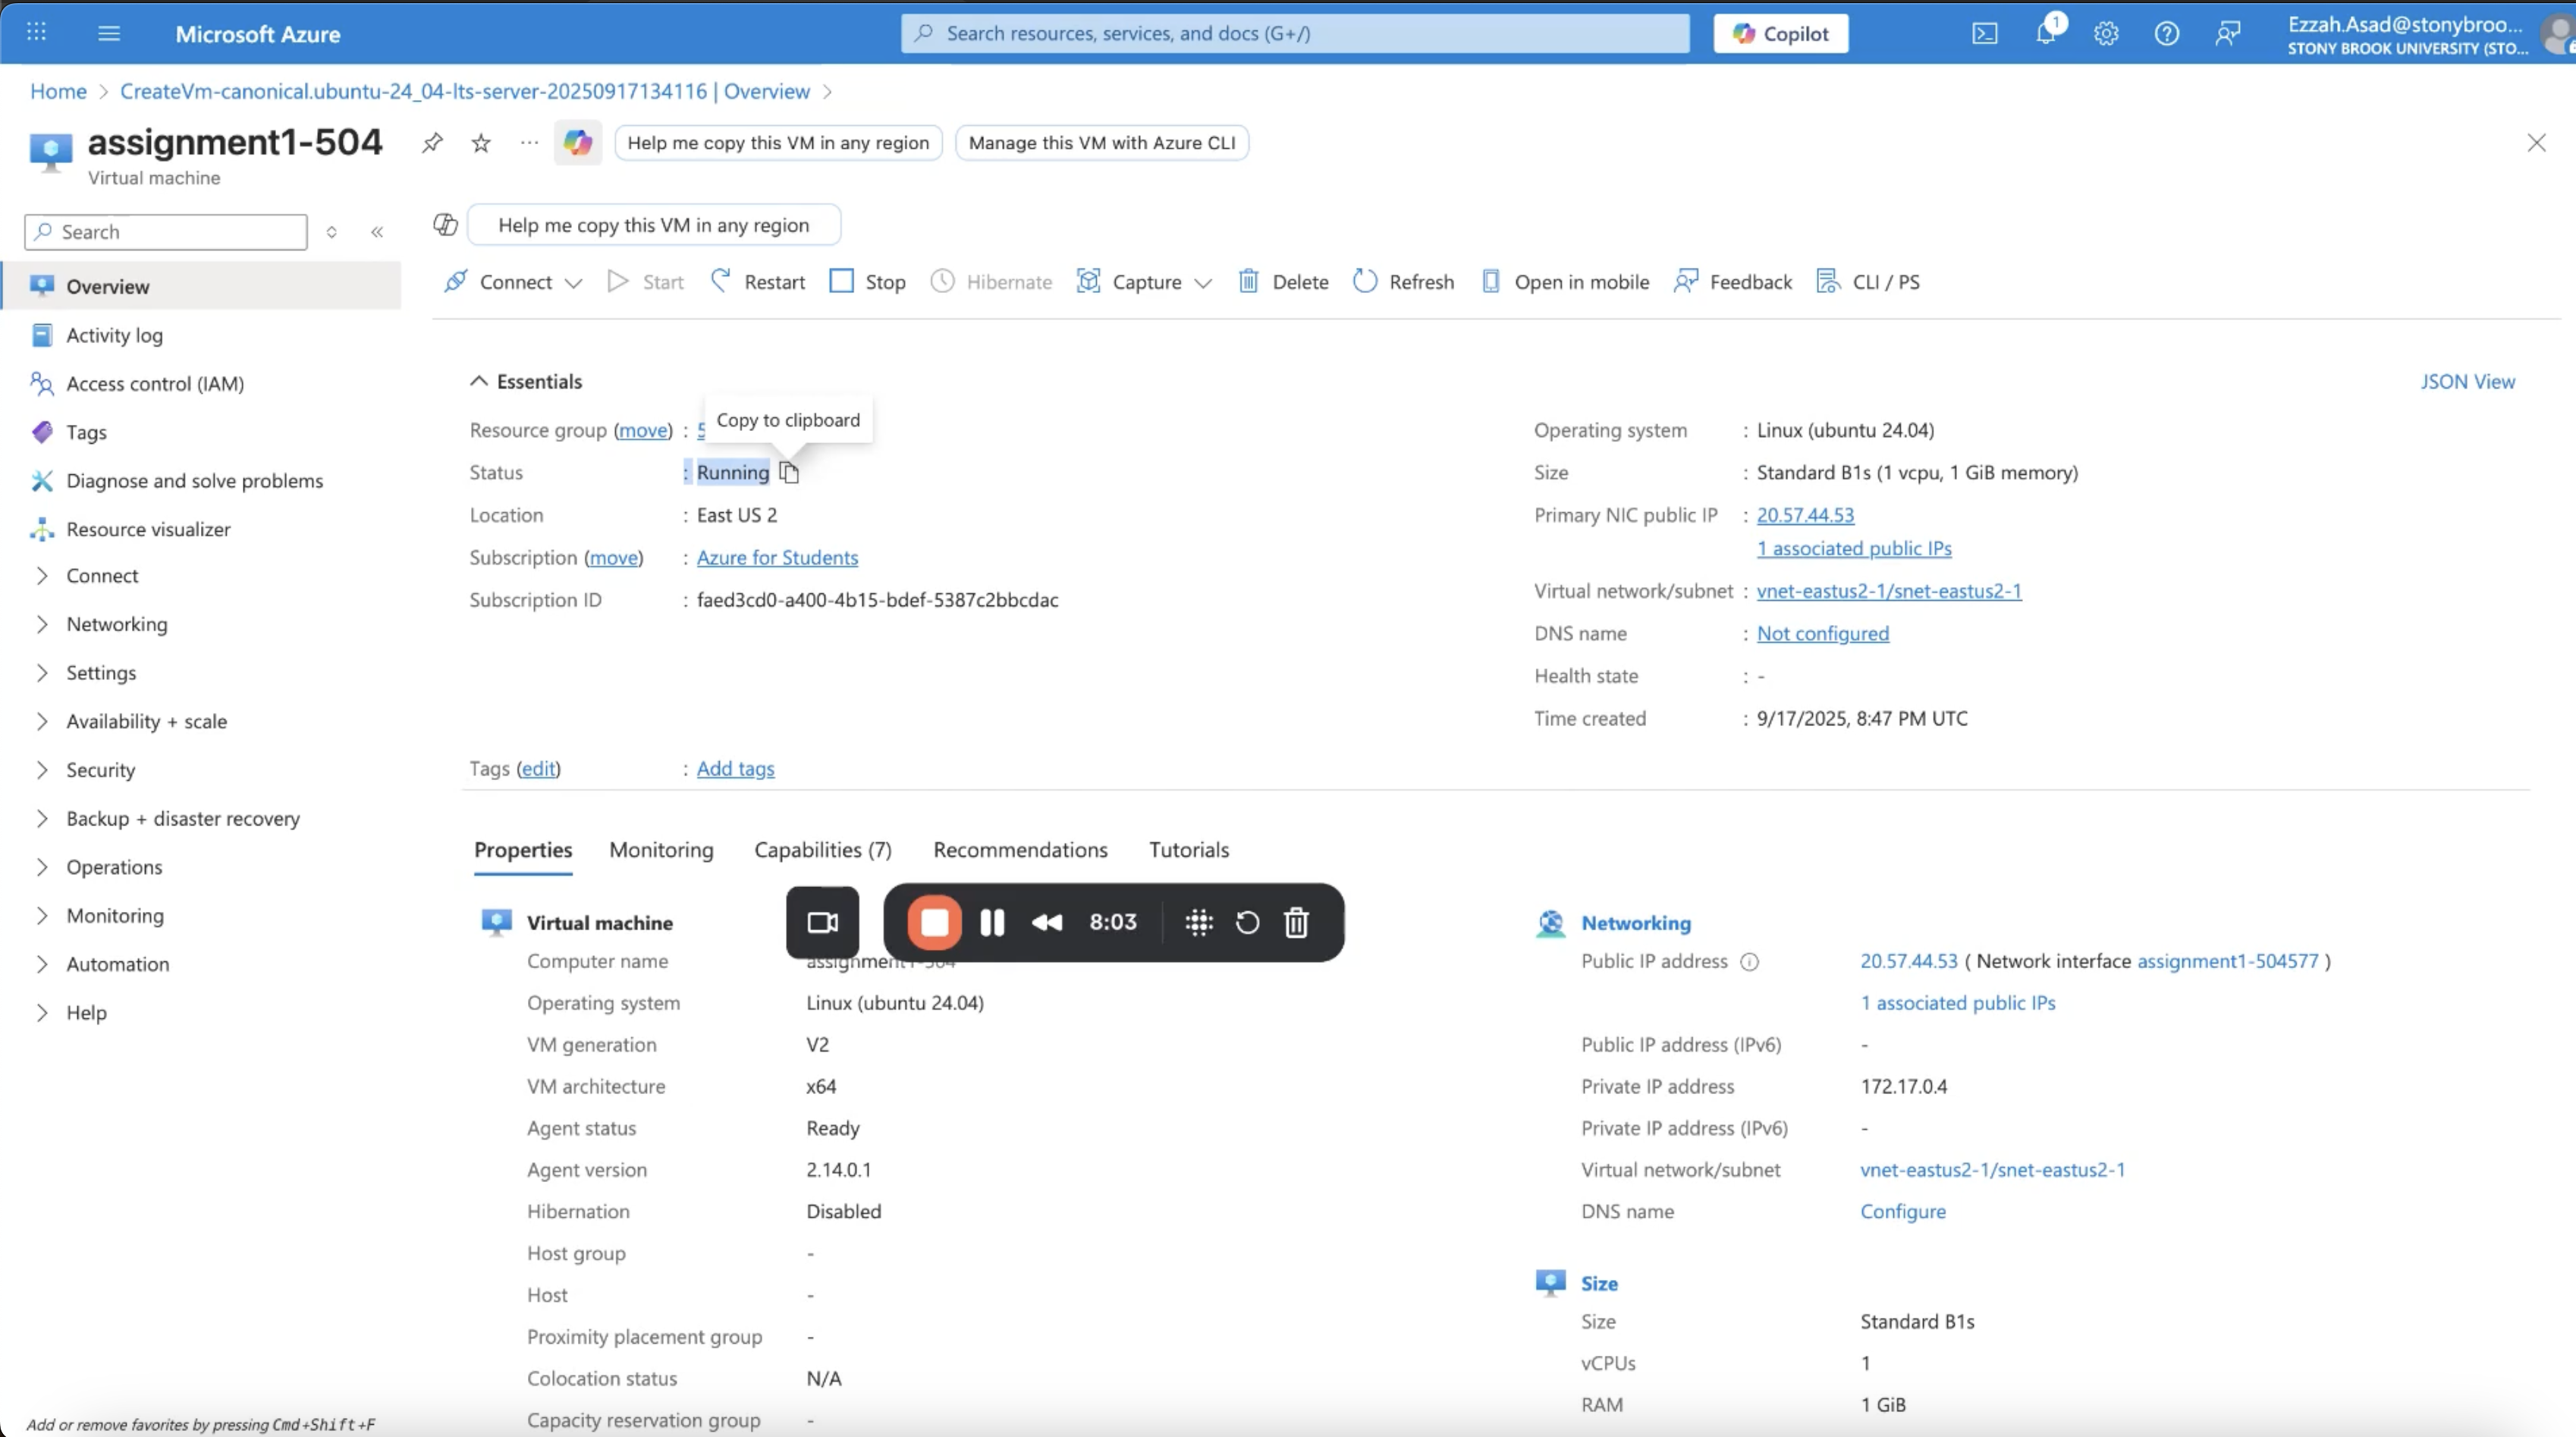 Microsoft Azure
Search resources, services, and docs (G+/)
Copilot
1
Ezzah.Asad@stonybroo...
STONY BROOK UNIVERSITY (STO...
Home > CreateVm-canonical.ubuntu-24_04-lts-server-20250917134116 | Overview >
assignment1-504
Virtual machine
...
Help me copy this VM in any region
Manage this VM with Azure CLI
Search
Help me copy this VM in any region
Connect
Start
Restart
Stop
Hibernate
Capture
Delete
Refresh
Open in mobile
Feedback
CLI / PS
Overview
Activity log
Access control (IAM)
Tags
Diagnose and solve problems
Resource visualizer
Connect
Networking
Settings
Availability + scale
Security
Backup + disaster recovery
Operations
Monitoring
Automation
Help
Add or remove favorites by pressing Cmd+Shift+F
Essentials
JSON View
Copy to clipboard
Resource group (move) : 5
Status : Running
Location : East US 2
Subscription (move) : Azure for Students
Subscription ID : faed3cd0-a400-4b15-bdef-5387c2bbcdac
Operating system : Linux (ubuntu 24.04)
Size : Standard B1s (1 vcpu, 1 GiB memory)
Primary NIC public IP : 20.57.44.53
1 associated public IPs
Virtual network/subnet : vnet-eastus2-1/snet-eastus2-1
DNS name : Not configured
Health state : -
Time created : 9/17/2025, 8:47 PM UTC
Tags (edit) : Add tags
Properties
Monitoring
Capabilities (7)
Recommendations
Tutorials
8:03
Virtual machine
Computer name assignment1-504
Operating system Linux (ubuntu 24.04)
VM generation V2
VM architecture x64
Agent status Ready
Agent version 2.14.0.1
Hibernation Disabled
Host group -
Host -
Proximity placement group -
Colocation status N/A
Capacity reservation group -
Networking
Public IP address 20.57.44.53 ( Network interface assignment1-504577 )
1 associated public IPs
Public IP address (IPv6) -
Private IP address 172.17.0.4
Private IP address (IPv6) -
Virtual network/subnet vnet-eastus2-1/snet-eastus2-1
DNS name Configure
Size
Size Standard B1s
vCPUs 1
RAM 1 GiB